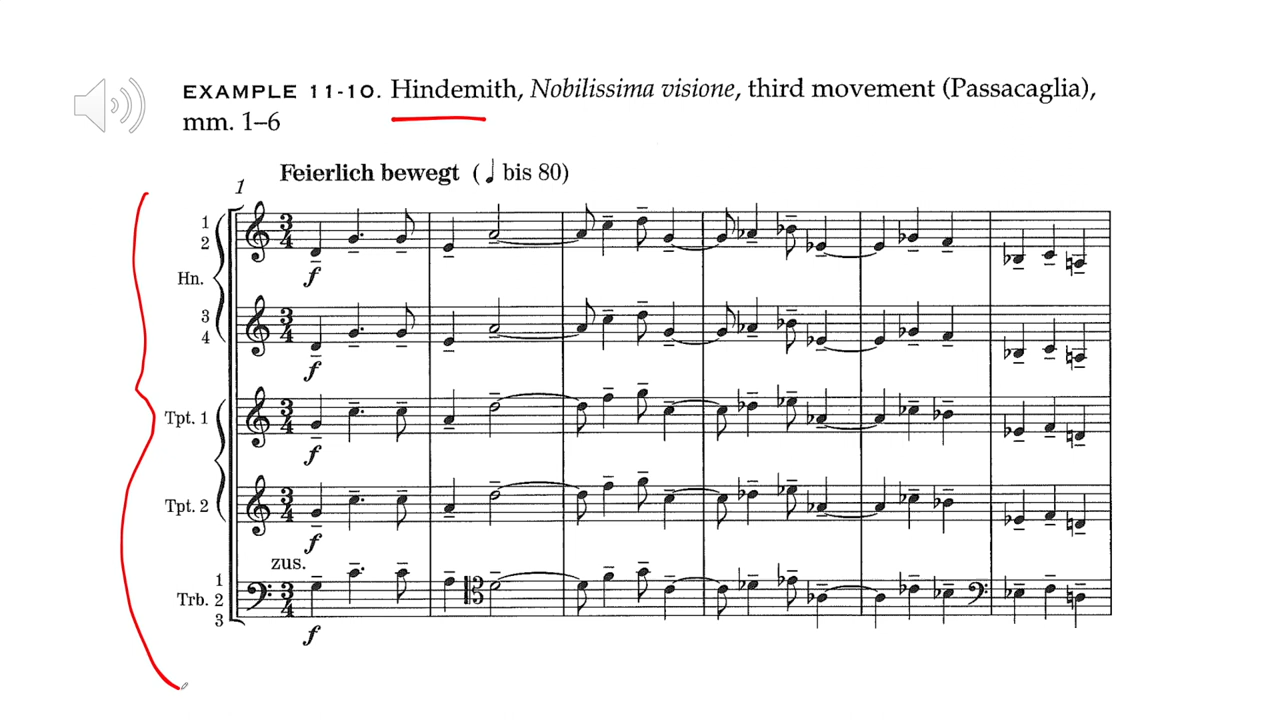 EXAMPLE 11-10. Hindemith, Nobilissima visione, third movement (Passacaglia),
mm. 1–6
Feierlich bewegt (♩ bis 80)
1
1
2
Hn.
3
4
f
f
Tpt. 1
f
Tpt. 2
f
zus.
1
Trb. 2
3
f